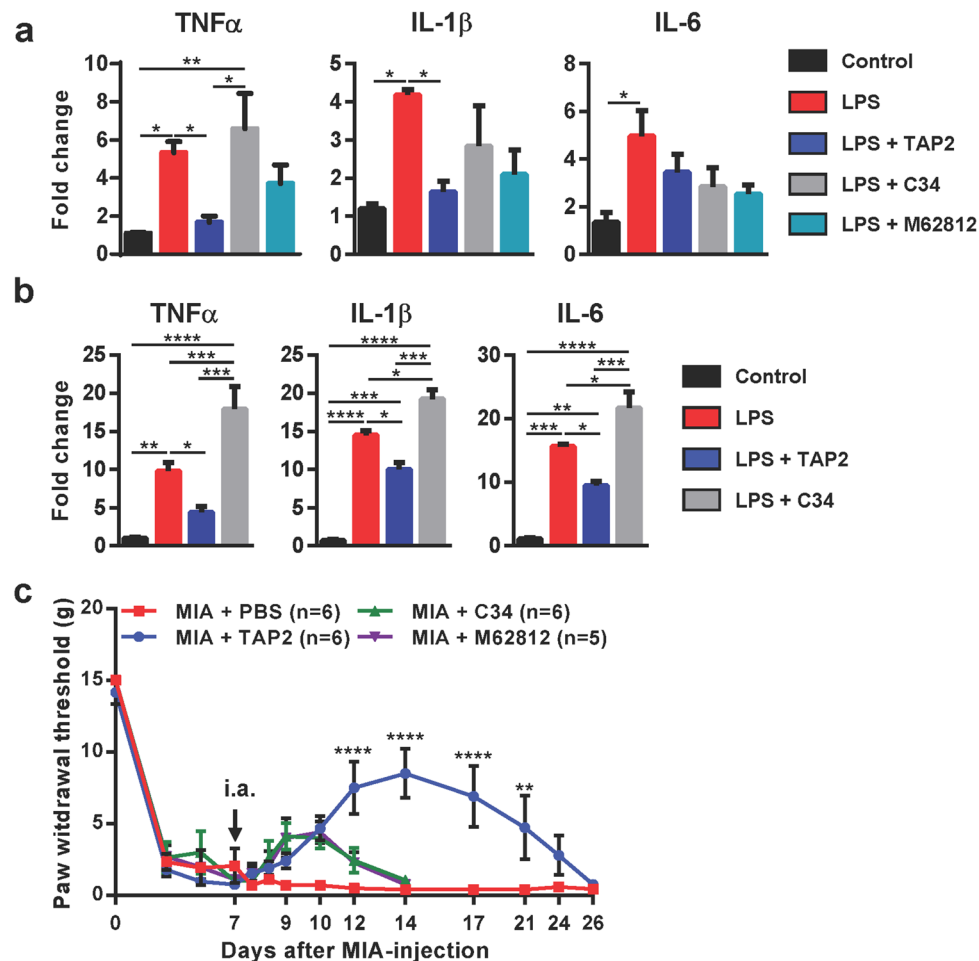 a
TNFα
IL-1β
IL-6
Fold change
10
8
6
4
2
0
** 
*
* *
5
4
3
2
1
0
* *
8
6
4
2
0
*
Control
LPS
LPS + TAP2
LPS + C34
LPS + M62812
b
TNFα
IL-1β
IL-6
Fold change
25
20
15
10
5
0
****
***
***
** *
25
20
15
10
5
0
****
***
*
***
**** *
30
20
10
0
****
***
*
**
*** *
Control
LPS
LPS + TAP2
LPS + C34
c
MIA + PBS (n=6)
MIA + C34 (n=6)
MIA + TAP2 (n=6)
MIA + M62812 (n=5)
Paw witdrawal threshold (g)
20
15
10
5
0
i.a.
**** **** **** **
0 7 9 10 12 14 17 21 24 26
Days after MIA-injection